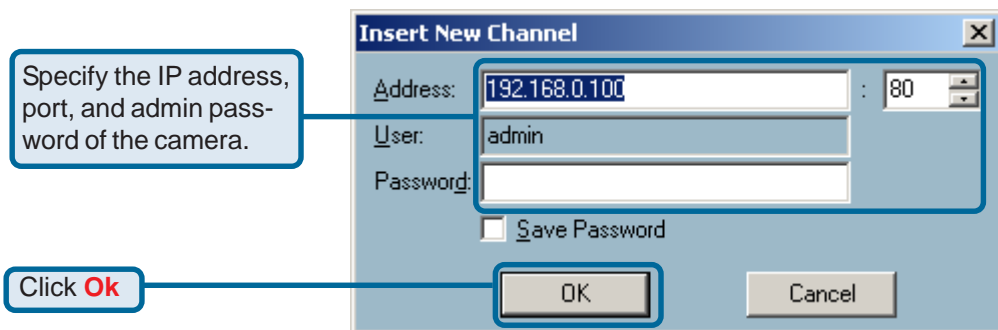 Insert New Channel
Specify the IP address,
port, and admin pass-
word of the camera.
Address: 192.168.0.100 : 80
User: admin
Password:
Save Password
Click Ok
OK Cancel